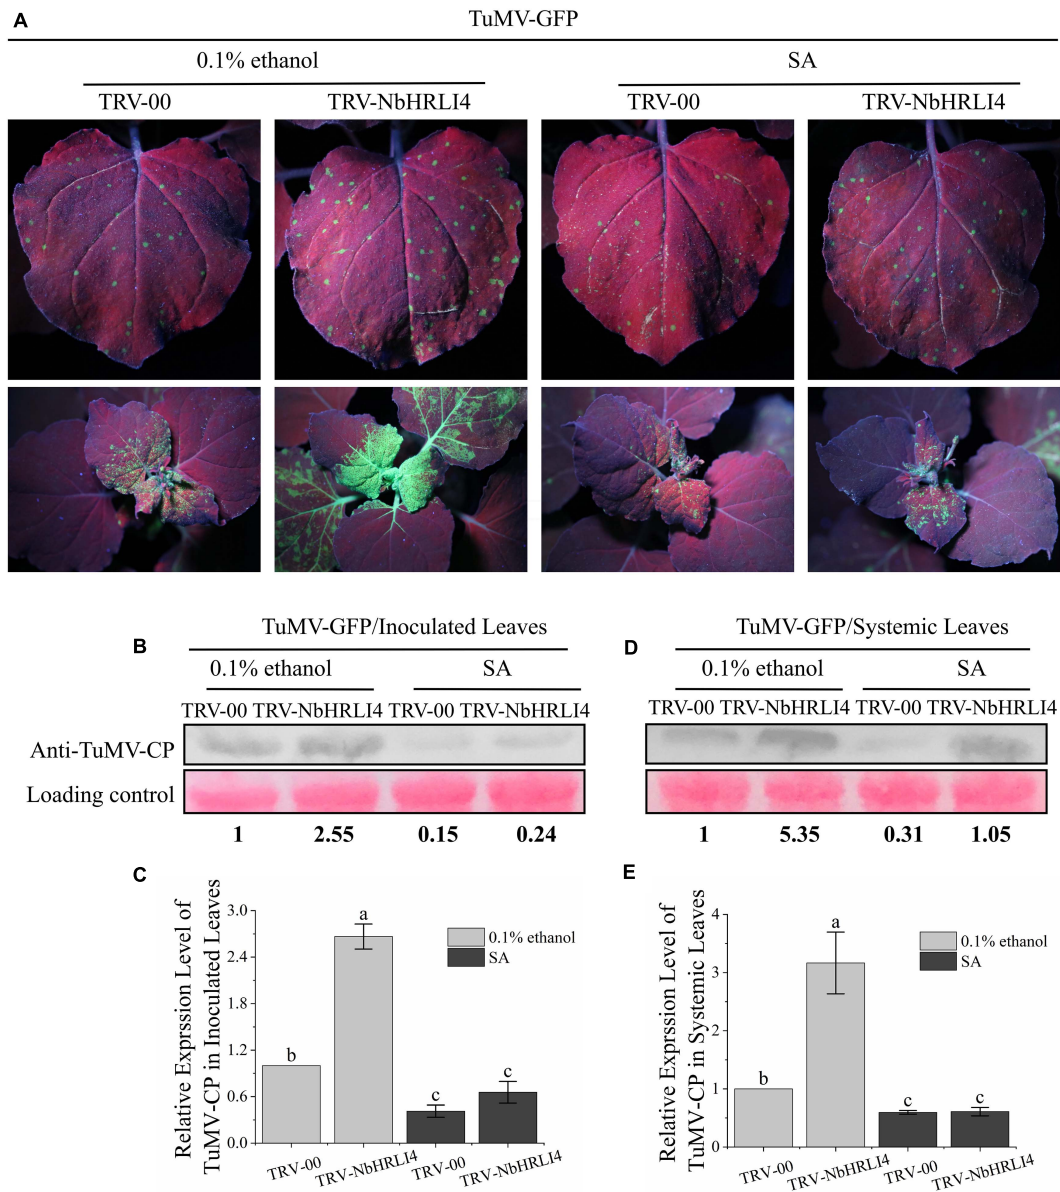 A
TuMV-GFP
0.1% ethanol SA
TRV-00 TRV-NbHRLI4 TRV-00 TRV-NbHRLI4
B
TuMV-GFP/Inoculated Leaves
0.1% ethanol SA
TRV-00 TRV-NbHRLI4 TRV-00 TRV-NbHRLI4
Anti-TuMV-CP
Loading control
1 2.55 0.15 0.24
D
TuMV-GFP/Systemic Leaves
0.1% ethanol SA
TRV-00 TRV-NbHRLI4 TRV-00 TRV-NbHRLI4
1 5.35 0.31 1.05
C
Relative Exprssion Level of
TuMV-CP in Inoculated Leaves
3.0
2.4
1.8
1.2
0.6
0.0
b
a
c
c
0.1% ethanol
SA
TRV-00
TRV-NbHRLI4
TRV-00
TRV-NbHRLI4
E
Relative Exprssion Level of
TuMV-CP in Systemic Leaves
4
3
2
1
0
b
a
c
c
0.1% ethanol
SA
TRV-00
TRV-NbHRLI4
TRV-00
TRV-NbHRLI4